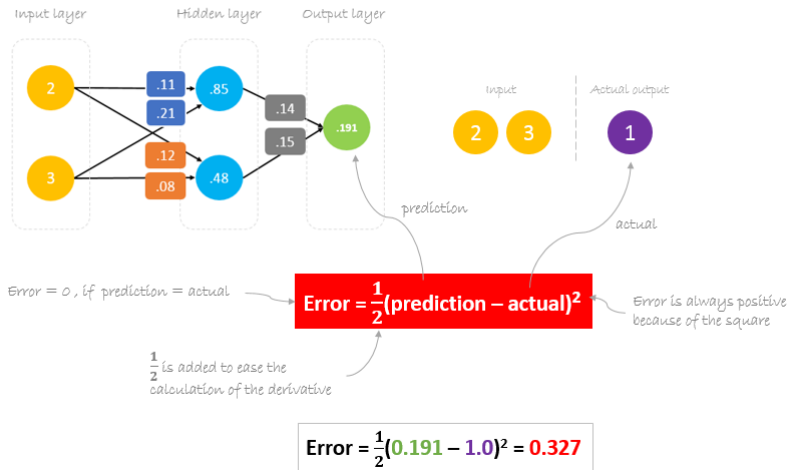 Input layer
Hidden layer
Output layer
2
.11
.85
.21
.14
.191
.12
.15
3
.08
.48
Input
Actual output
2 3
1
prediction
actual
Error = 0 , if prediction = actual
Error = 1/2(prediction – actual)²
Error is always positive
because of the square
1/2 is added to ease the
calculation of the derivative
Error = 1/2(0.191 – 1.0)² = 0.327